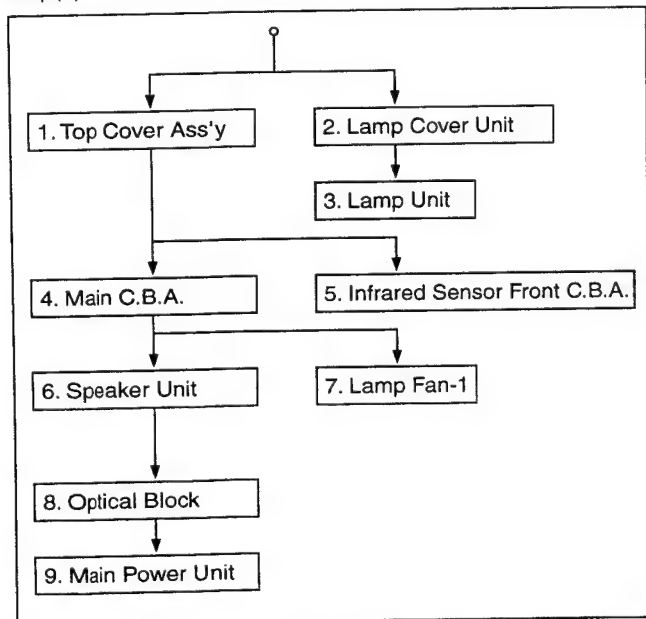 1. Top Cover Ass'y
2. Lamp Cover Unit
3. Lamp Unit
4. Main C.B.A.
5. Infrared Sensor Front C.B.A.
6. Speaker Unit
7. Lamp Fan-1
8. Optical Block
9. Main Power Unit